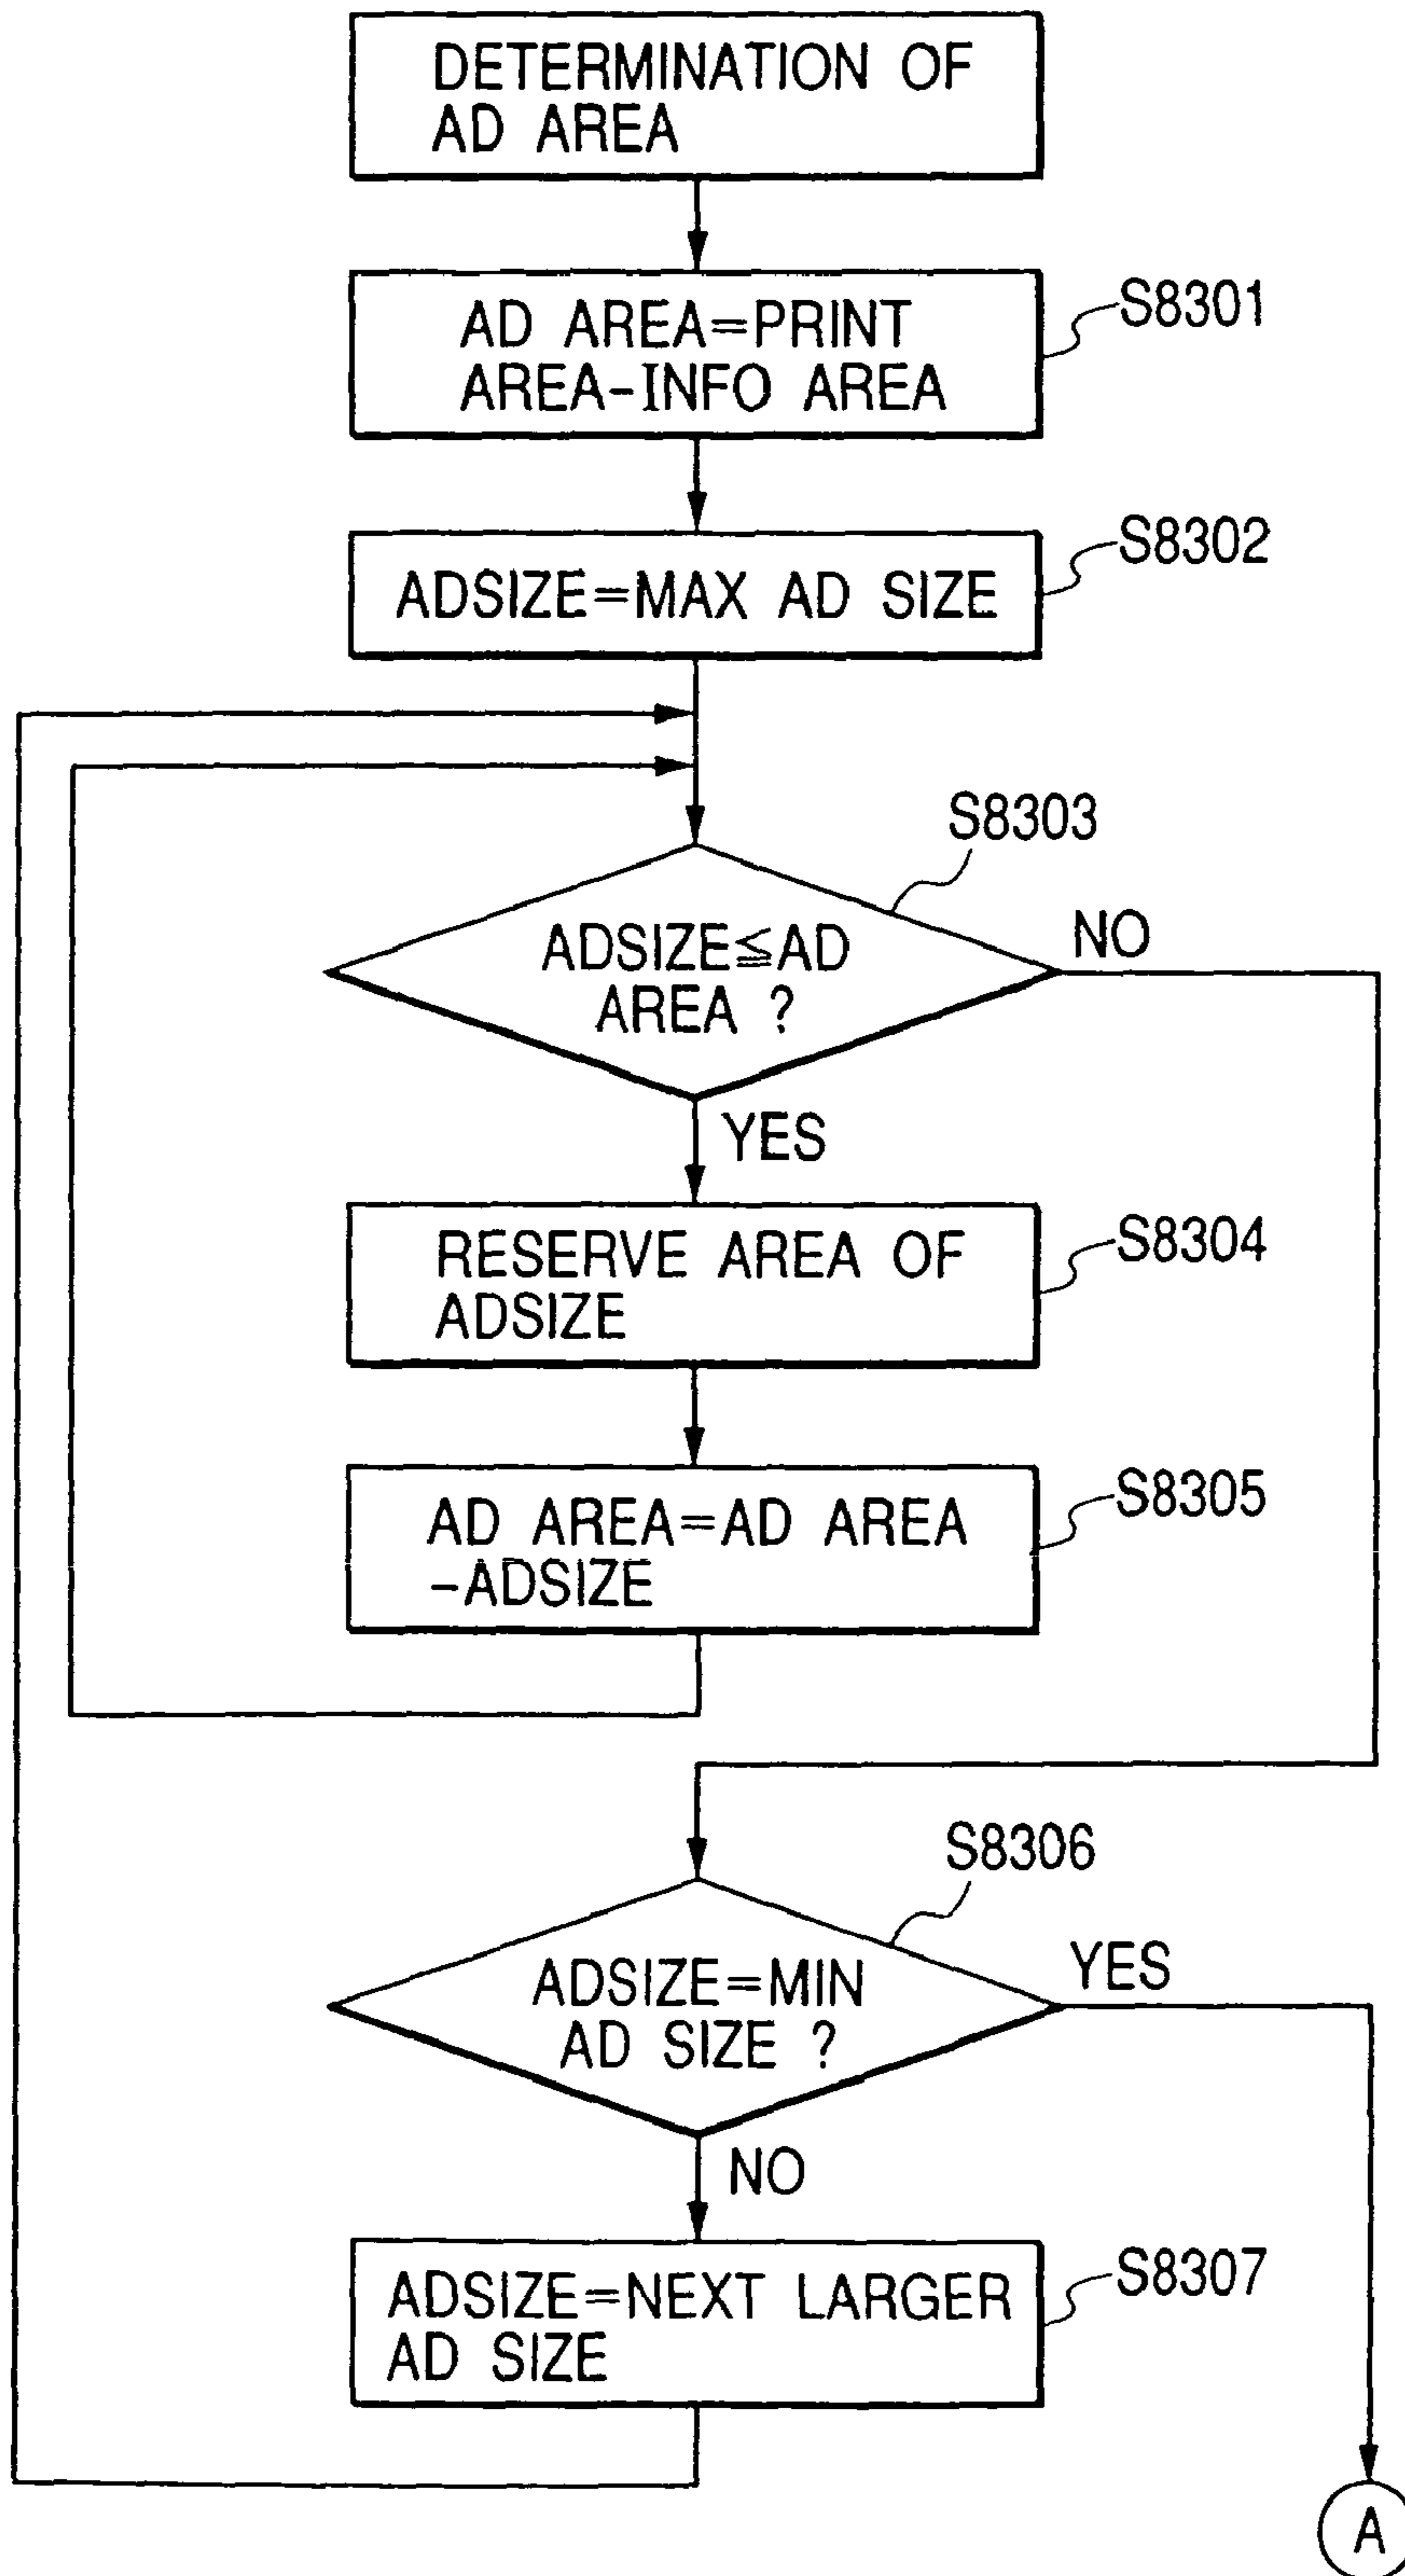 DETERMINATION OF
AD AREA
AD AREA=PRINT
AREA-INFO AREA
S8301
ADSIZE=MAX AD SIZE
S8302
S8303
ADSIZE≦AD
AREA ?
NO
YES
RESERVE AREA OF
ADSIZE
S8304
AD AREA=AD AREA
-ADSIZE
S8305
S8306
ADSIZE=MIN
AD SIZE ?
YES
NO
ADSIZE=NEXT LARGER
AD SIZE
S8307
A